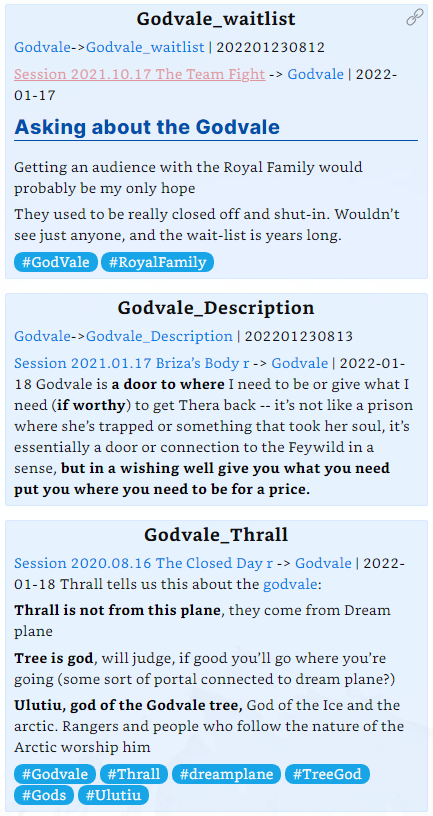 Godvale_waitlist
Godvale->Godvale_waitlist | 202201230812
Session 2021.10.17 The Team Fight -> Godvale | 2022-
01-17
Asking about the Godvale
Getting an audience with the Royal Family would
probably be my only hope
They used to be really closed off and shut-in. Wouldn't
see just anyone, and the wait-list is years long.
#GodVale #RoyalFamily
Godvale_Description
Godvale->Godvale_Description | 202201230813
Session 2021.01.17 Briza's Body r -> Godvale | 2022-01-
18 Godvale is a door to where I need to be or give what I
need (if worthy) to get Thera back -- it's not like a prison
where she's trapped or something that took her soul, it's
essentially a door or connection to the Feywild in a
sense, but in a wishing well give you what you need
put you where you need to be for a price.
Godvale_Thrall
Session 2020.08.16 The Closed Day r -> Godvale | 2022-
01-18 Thrall tells us this about the godvale:
Thrall is not from this plane, they come from Dream
plane
Tree is god, will judge, if good you'll go where you're
going (some sort of portal connected to dream plane?)
Ulutiu, god of the Godvale tree, God of the Ice and the
arctic. Rangers and people who follow the nature of the
Arctic worship him
#Godvale #Thrall #dreamplane #TreeGod
#Gods #Ulutiu